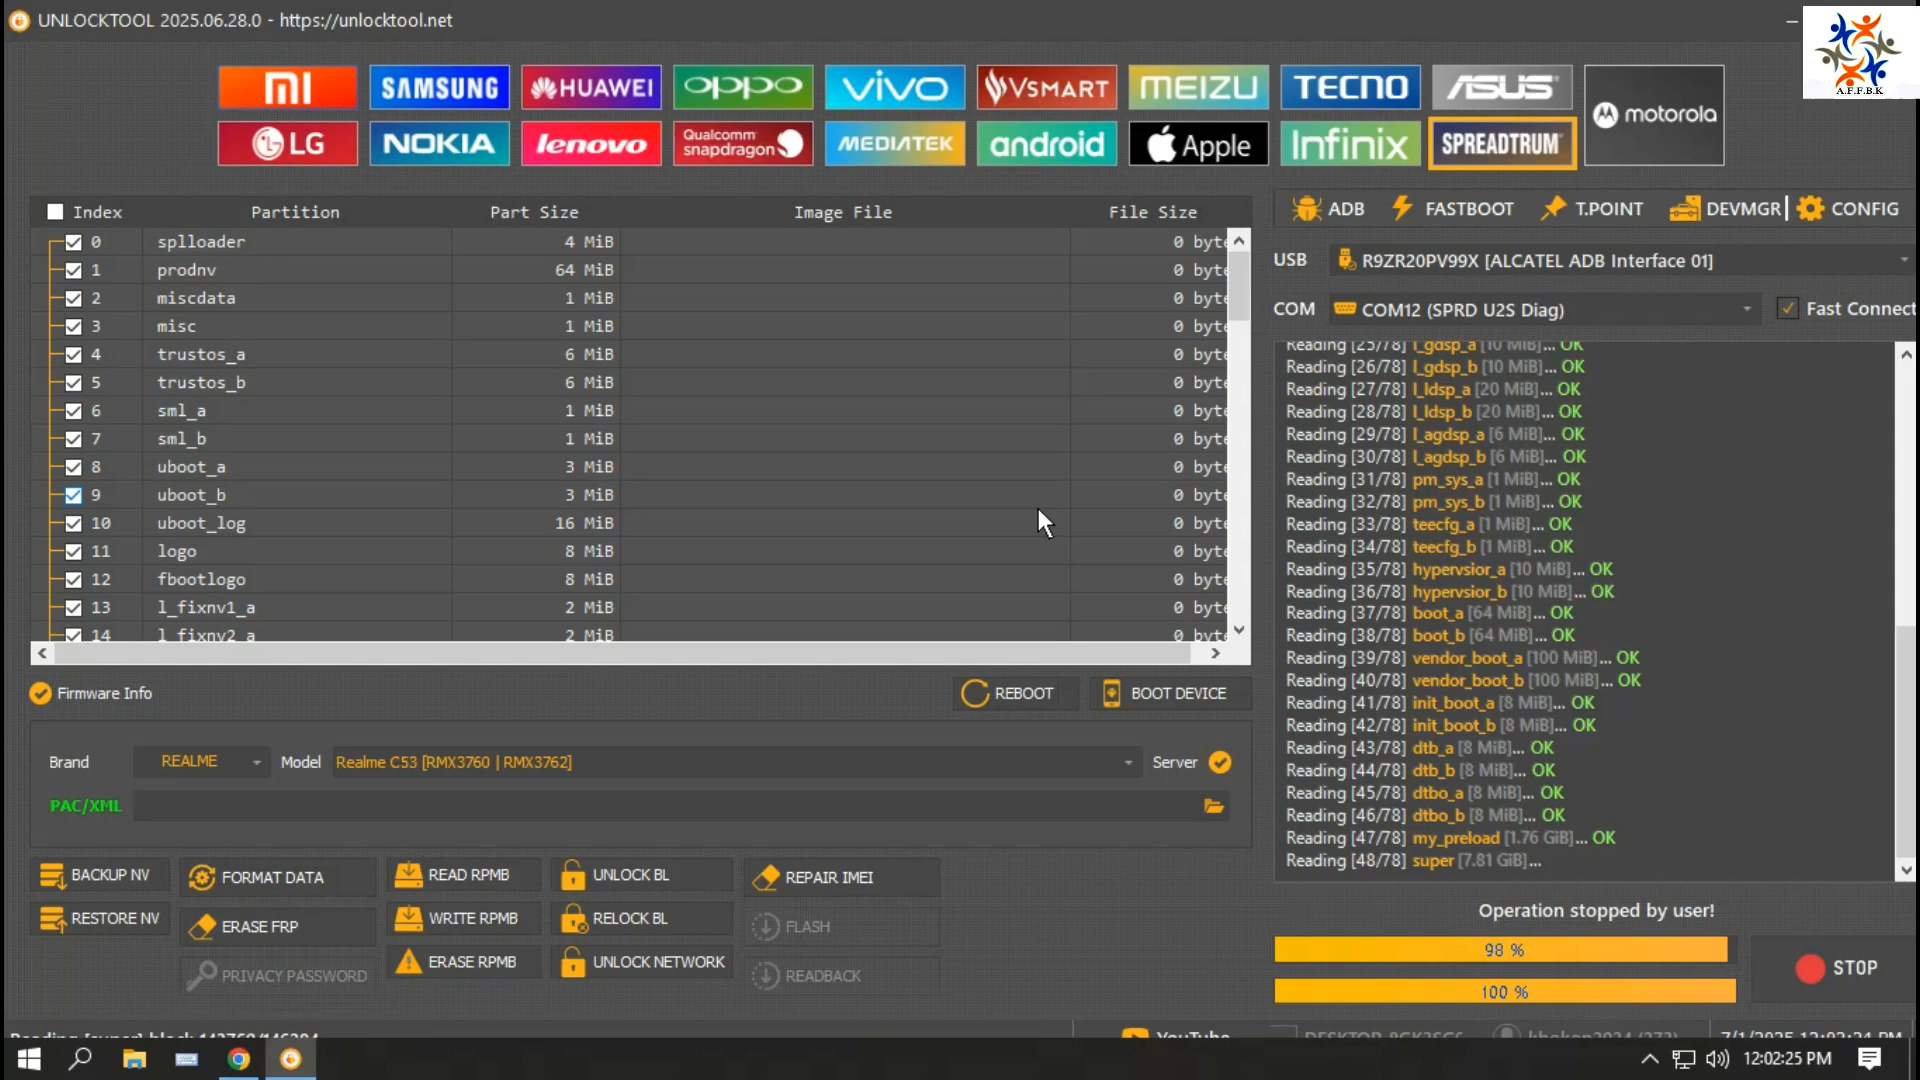 UNLOCKTOOL 2025.06.28.0 - https://unlocktool.net
A.F.F.B.K
MI SAMSUNG HUAWEI oppo vivo VSMART MEIZU TECNO ASUS motorola
LG NOKIA lenovo Qualcomm snapdragon MEDIATEK android Apple Infinix SPREADTRUM
Index Partition Part Size Image File File Size
0 splloader 4 MiB 0 byte
1 prodnv 64 MiB 0 byte
2 miscdata 1 MiB 0 byte
3 misc 1 MiB 0 byte
4 trustos_a 6 MiB 0 byte
5 trustos_b 6 MiB 0 byte
6 sml_a 1 MiB 0 byte
7 sml_b 1 MiB 0 byte
8 uboot_a 3 MiB 0 byte
9 uboot_b 3 MiB 0 byte
10 uboot_log 16 MiB 0 byte
11 logo 8 MiB 0 byte
12 fbootlogo 8 MiB 0 byte
13 l_fixnv1_a 2 MiB 0 byte
14 l_fixnv2_a 2 MiB 0 byte
Firmware Info REBOOT BOOT DEVICE
Brand REALME Model Realme C53 [RMX3760 | RMX3762] Server
PAC/XML
BACKUP NV FORMAT DATA READ RPMB UNLOCK BL REPAIR IMEI
RESTORE NV ERASE FRP WRITE RPMB RELOCK BL FLASH
PRIVACY PASSWORD ERASE RPMB UNLOCK NETWORK READBACK
ADB FASTBOOT T.POINT DEVMGR CONFIG
USB R9ZR20PV99X [ALCATEL ADB Interface 01]
COM COM12 (SPRD U2S Diag) Fast Connect
Reading [25/78] l_gdsp_a [10 MiB]... OK
Reading [26/78] l_gdsp_b [10 MiB]... OK
Reading [27/78] l_ldsp_a [20 MiB]... OK
Reading [28/78] l_ldsp_b [20 MiB]... OK
Reading [29/78] l_agdsp_a [6 MiB]... OK
Reading [30/78] l_agdsp_b [6 MiB]... OK
Reading [31/78] pm_sys_a [1 MiB]... OK
Reading [32/78] pm_sys_b [1 MiB]... OK
Reading [33/78] teecfg_a [1 MiB]... OK
Reading [34/78] teecfg_b [1 MiB]... OK
Reading [35/78] hypervsior_a [10 MiB]... OK
Reading [36/78] hypervsior_b [10 MiB]... OK
Reading [37/78] boot_a [64 MiB]... OK
Reading [38/78] boot_b [64 MiB]... OK
Reading [39/78] vendor_boot_a [100 MiB]... OK
Reading [40/78] vendor_boot_b [100 MiB]... OK
Reading [41/78] init_boot_a [8 MiB]... OK
Reading [42/78] init_boot_b [8 MiB]... OK
Reading [43/78] dtb_a [8 MiB]... OK
Reading [44/78] dtb_b [8 MiB]... OK
Reading [45/78] dtbo_a [8 MiB]... OK
Reading [46/78] dtbo_b [8 MiB]... OK
Reading [47/78] my_preload [1.76 GiB]... OK
Reading [48/78] super [7.81 GiB]...
Operation stopped by user!
98 %
100 %
STOP
Reading [super] block YouTube
12:02:25 PM